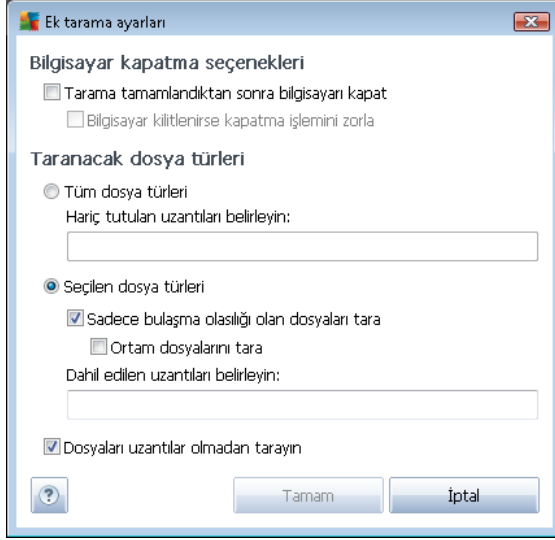 Ek tarama ayarları
Bilgisayar kapatma seçenekleri
Tarama tamamlandıktan sonra bilgisayarı kapat
Bilgisayar kilitlenirse kapatma işlemini zorla
Taranacak dosya türleri
Tüm dosya türleri
Hariç tutulan uzantıları belirleyin:
Seçilen dosya türleri
Sadece bulaşma olasılığı olan dosyaları tara
Ortam dosyalarını tara
Dahil edilen uzantıları belirleyin:
Dosyaları uzantılar olmadan tarayın
? Tamam İptal